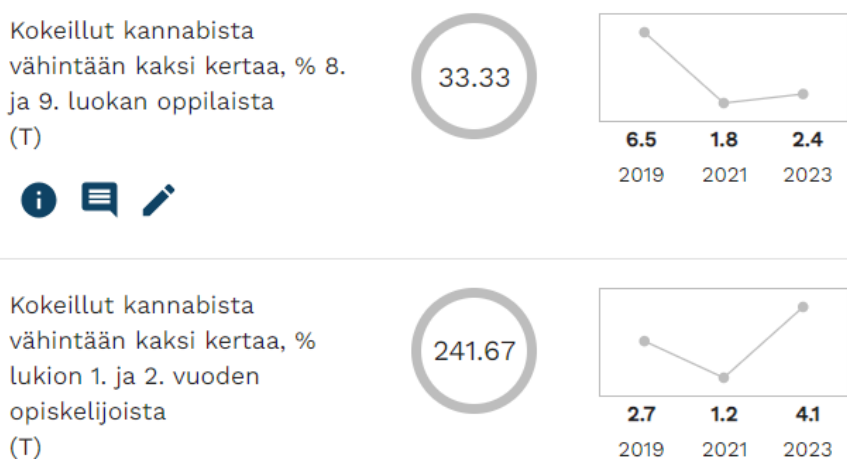 Kokeillut kannabista
vähintään kaksi kertaa, % 8.
ja 9. luokan oppilaista
(T)
33.33
6.5 1.8 2.4
2019 2021 2023
Kokeillut kannabista
vähintään kaksi kertaa, %
lukion 1. ja 2. vuoden
opiskelijoista
(T)
241.67
2.7 1.2 4.1
2019 2021 2023